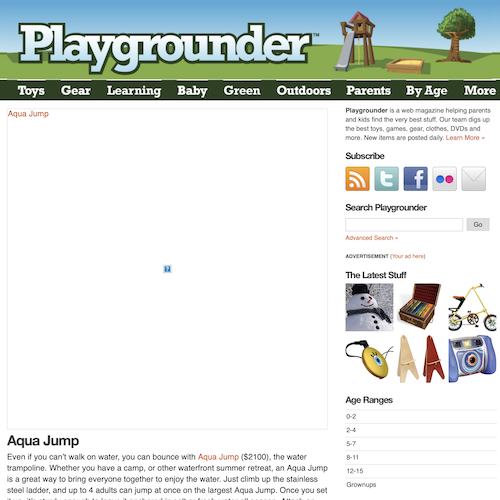 Playgrounder™
Toys Gear Learning Baby Green Outdoors Parents By Age More
Aqua Jump
Aqua Jump
Even if you can't walk on water, you can bounce with Aqua Jump ($2100), the water
trampoline. Whether you have a camp, or other waterfront summer retreat, an Aqua Jump
is a great way to bring everyone together to enjoy the water. Just climb up the stainless
steel ladder, and up to 4 adults can jump at once on the largest Aqua Jump. Once you set
Playgrounder is a web magazine helping parents
and kids find the very best stuff. Our team digs up
the best toys, games, gear, clothes, DVDs and
more. New items are posted daily. Learn More »
Subscribe
Search Playgrounder
Go
Advanced Search »
ADVERTISEMENT (Your ad here)
The Latest Stuff
Age Ranges
0-2
2-4
5-7
8-11
12-15
Grownups